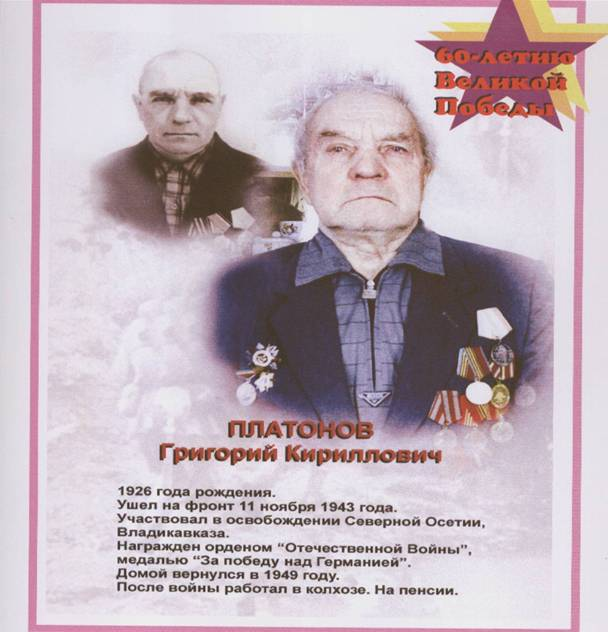 60-летию
Великой
Победы
ПЛАТОНОВ
Григорий Кириллович
1926 года рождения.
Ушел на фронт 11 ноября 1943 года.
Участвовал в освобождении Северной Осетии,
Владикавказа.
Награжден орденом “Отечественной Войны”,
медалью “За победу над Германией”.
Домой вернулся в 1949 году.
После войны работал в колхозе. На пенсии.